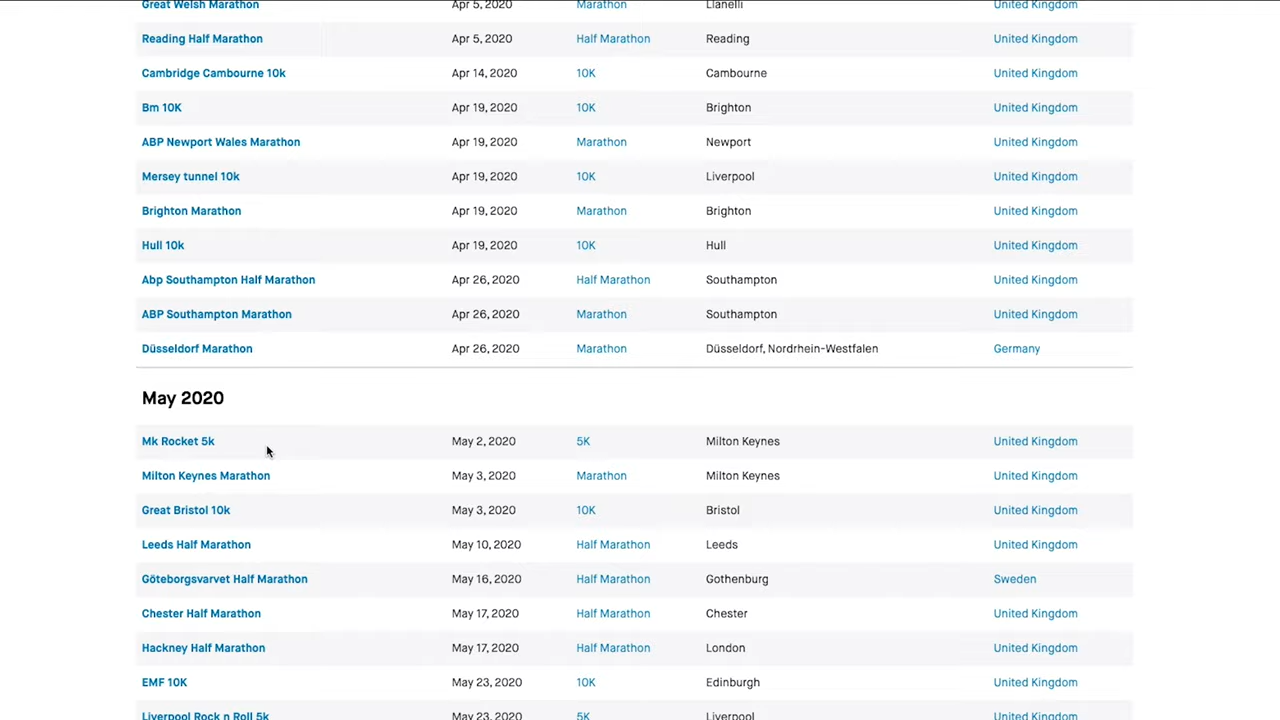 Great Welsh Marathon Apr 5, 2020 Marathon Llanelli United Kingdom
Reading Half Marathon Apr 5, 2020 Half Marathon Reading United Kingdom
Cambridge Cambourne 10k Apr 14, 2020 10K Cambourne United Kingdom
Bm 10K Apr 19, 2020 10K Brighton United Kingdom
ABP Newport Wales Marathon Apr 19, 2020 Marathon Newport United Kingdom
Mersey tunnel 10k Apr 19, 2020 10K Liverpool United Kingdom
Brighton Marathon Apr 19, 2020 Marathon Brighton United Kingdom
Hull 10k Apr 19, 2020 10K Hull United Kingdom
Abp Southampton Half Marathon Apr 26, 2020 Half Marathon Southampton United Kingdom
ABP Southampton Marathon Apr 26, 2020 Marathon Southampton United Kingdom
Düsseldorf Marathon Apr 26, 2020 Marathon Düsseldorf, Nordrhein-Westfalen Germany
May 2020
Mk Rocket 5k May 2, 2020 5K Milton Keynes United Kingdom
Milton Keynes Marathon May 3, 2020 Marathon Milton Keynes United Kingdom
Great Bristol 10k May 3, 2020 10K Bristol United Kingdom
Leeds Half Marathon May 10, 2020 Half Marathon Leeds United Kingdom
Göteborgsvarvet Half Marathon May 16, 2020 Half Marathon Gothenburg Sweden
Chester Half Marathon May 17, 2020 Half Marathon Chester United Kingdom
Hackney Half Marathon May 17, 2020 Half Marathon London United Kingdom
EMF 10K May 23, 2020 10K Edinburgh United Kingdom
Liverpool Rock n Roll 5k May 23, 2020 5K Liverpool United Kingdom